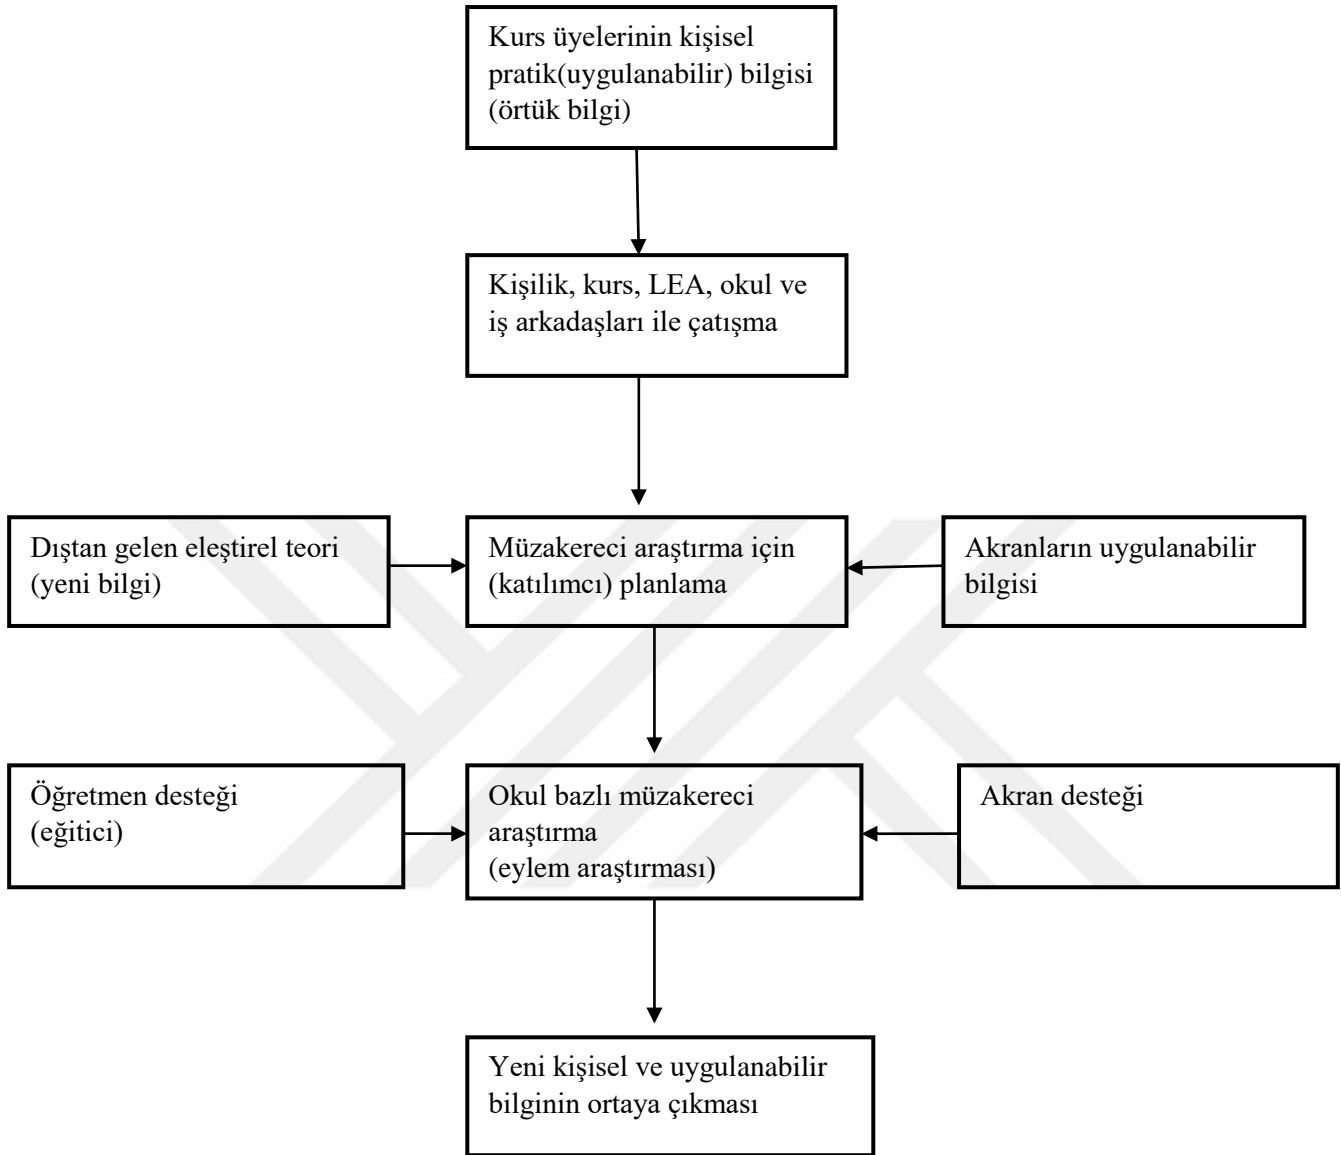 Kurs üyelerinin kişisel
pratik(uygulanabilir) bilgisi
(örtük bilgi)
Kişilik, kurs, LEA, okul ve
iş arkadaşları ile çatışma
Dıştan gelen eleştirel teori
(yeni bilgi)
Müzakereci araştırma için
(katılımcı) planlama
Akranların uygulanabilir
bilgisi
Öğretmen desteği
(eğitici)
Okul bazlı müzakereci
araştırma
(eylem araştırması)
Akran desteği
Yeni kişisel ve uygulanabilir
bilginin ortaya çıkması